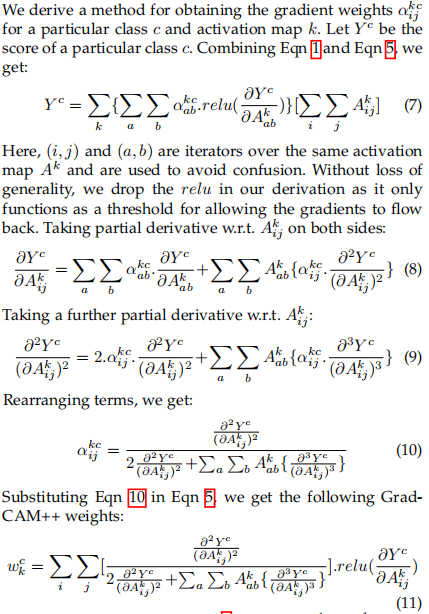 We derive a method for obtaining the gradient weights $\alpha_{ij}^{kc}$
for a particular class $c$ and activation map $k$. Let $Y^c$ be the
score of a particular class $c$. Combining Eqn 1 and Eqn 5, we
get:
$Y^c = \sum_k \{\sum_a \sum_b \alpha_{ab}^{kc}.relu(\frac{\partial Y^c}{\partial A_{ab}^k})\}[\sum_i \sum_j A_{ij}^k]$ (7)
Here, $(i, j)$ and $(a, b)$ are iterators over the same activation
map $A^k$ and are used to avoid confusion. Without loss of
generality, we drop the $relu$ in our derivation as it only
functions as a threshold for allowing the gradients to flow
back. Taking partial derivative w.r.t. $A_{ij}^k$ on both sides:
$\frac{\partial Y^c}{\partial A_{ij}^k} = \sum_a \sum_b \alpha_{ab}^{kc}.\frac{\partial Y^c}{\partial A_{ab}^k} + \sum_a \sum_b A_{ab}^k \{\alpha_{ij}^{kc}.\frac{\partial^2 Y^c}{(\partial A_{ij}^k)^2}\}$ (8)
Taking a further partial derivative w.r.t. $A_{ij}^k$:
$\frac{\partial^2 Y^c}{(\partial A_{ij}^k)^2} = 2.\alpha_{ij}^{kc}.\frac{\partial^2 Y^c}{(\partial A_{ij}^k)^2} + \sum_a \sum_b A_{ab}^k \{\alpha_{ij}^{kc}.\frac{\partial^3 Y^c}{(\partial A_{ij}^k)^3}\}$ (9)
Rearranging terms, we get:
$\alpha_{ij}^{kc} = \frac{\frac{\partial^2 Y^c}{(\partial A_{ij}^k)^2}}{2\frac{\partial^2 Y^c}{(\partial A_{ij}^k)^2} + \sum_a \sum_b A_{ab}^k \{\frac{\partial^3 Y^c}{(\partial A_{ij}^k)^3}\}}$ (10)
Substituting Eqn 10 in Eqn 5, we get the following Grad-
CAM++ weights:
$w_k^c = \sum_i \sum_j [\frac{\frac{\partial^2 Y^c}{(\partial A_{ij}^k)^2}}{2\frac{\partial^2 Y^c}{(\partial A_{ij}^k)^2} + \sum_a \sum_b A_{ab}^k \{\frac{\partial^3 Y^c}{(\partial A_{ij}^k)^3}\}}].relu(\frac{\partial Y^c}{\partial A_{ij}^k})$
(11)